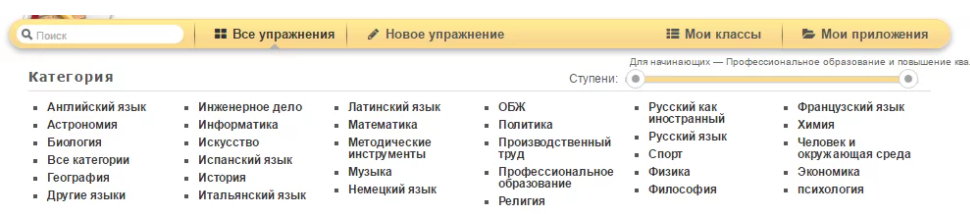 Поиск
Все упражнения
Новое упражнение
Мои классы
Мои приложения
Для начинающих — Профессиональное образование и повышение ква
Категория
Ступени:
Английский язык
Астрономия
Биология
Все категории
География
Другие языки
Инженерное дело
Информатика
Искусство
Испанский язык
История
Итальянский язык
Латинский язык
Математика
Методические
инструменты
Музыка
Немецкий язык
ОБЖ
Политика
Производственный
труд
Профессиональное
образование
Религия
Русский как
иностранный
Русский язык
Спорт
Физика
Философия
Французский язык
Химия
Человек и
окружающая среда
Экономика
психология